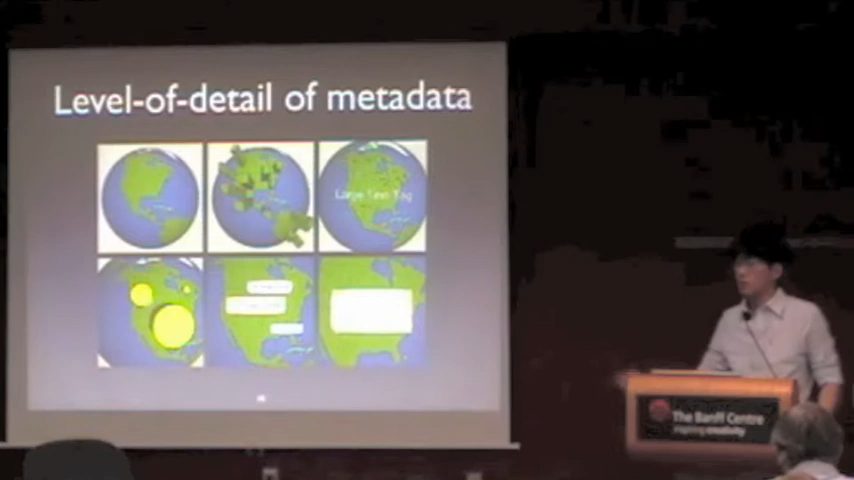 Level-of-detail of metadata
Large Text Tag
The Banff Centre
inspiring creativity